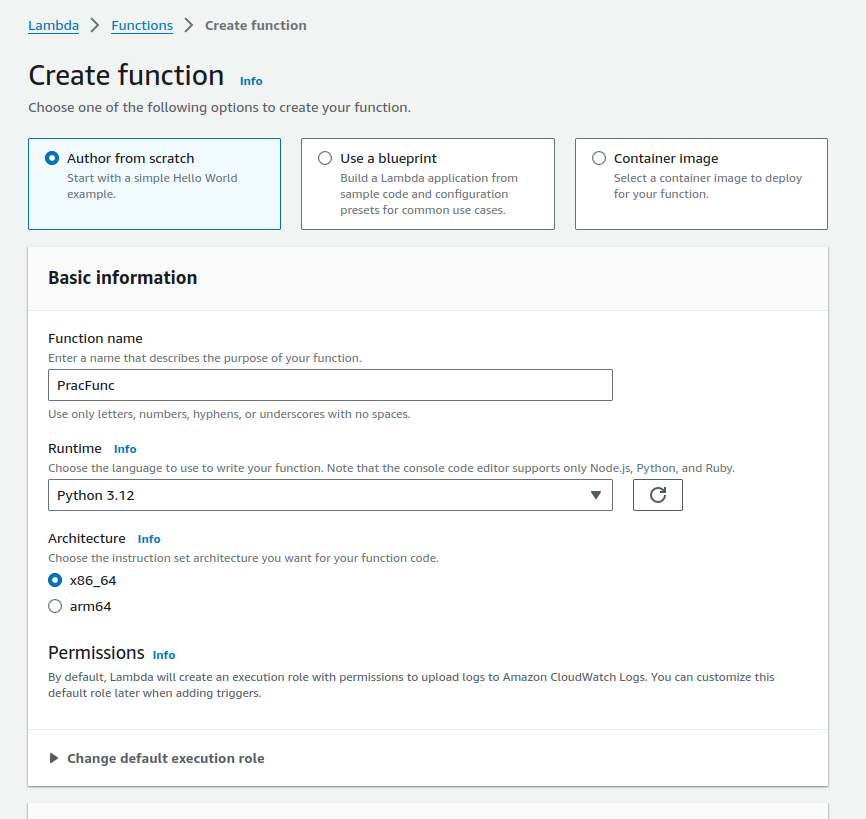 Lambda > Functions > Create function
Create function Info
Choose one of the following options to create your function.
Author from scratch
Start with a simple Hello World
example.
Use a blueprint
Build a Lambda application from
sample code and configuration
presets for common use cases.
Container image
Select a container image to deploy
for your function.
Basic information
Function name
Enter a name that describes the purpose of your function.
PracFunc
Use only letters, numbers, hyphens, or underscores with no spaces.
Runtime Info
Choose the language to use to write your function. Note that the console code editor supports only Node.js, Python, and Ruby.
Python 3.12
Architecture Info
Choose the instruction set architecture you want for your function code.
x86_64
arm64
Permissions Info
By default, Lambda will create an execution role with permissions to upload logs to Amazon CloudWatch Logs. You can customize this
default role later when adding triggers.
Change default execution role